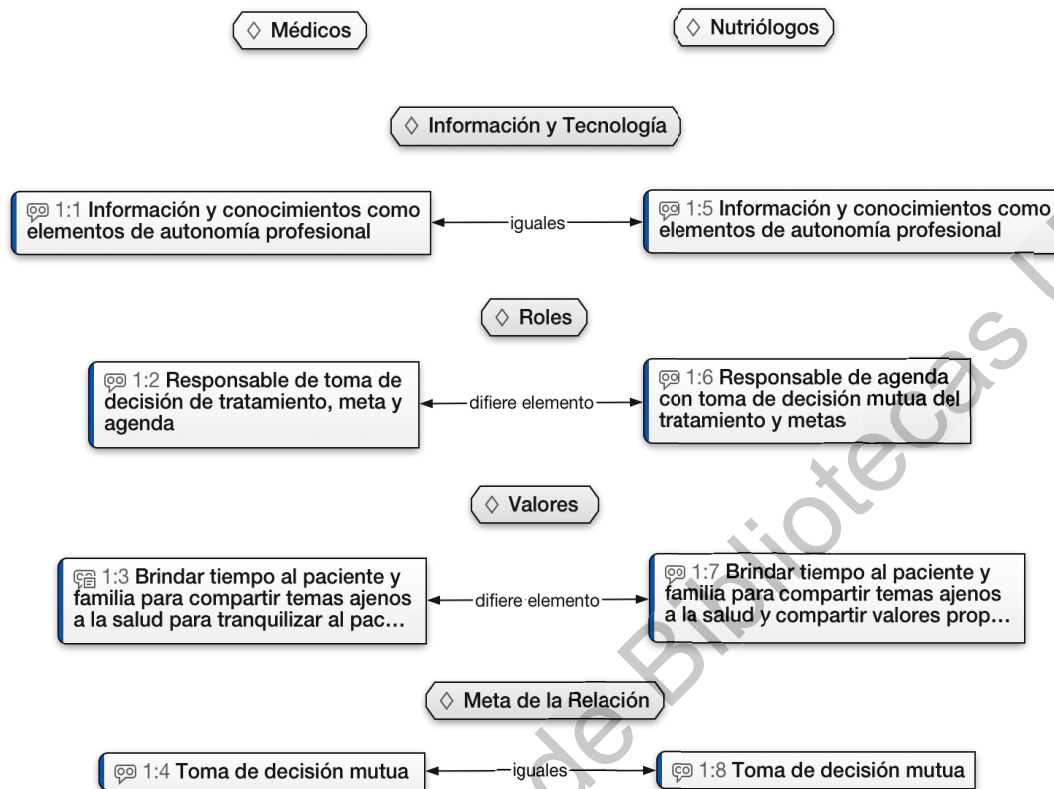 Médicos
Nutriólogos
Información y Tecnología
1:1 Información y conocimientos como
elementos de autonomía profesional
iguales
1:5 Información y conocimientos como
elementos de autonomía profesional
Roles
1:2 Responsable de toma de
decisión de tratamiento, meta y
agenda
difiere elemento
1:6 Responsable de agenda
con toma de decisión mutua del
tratamiento y metas
Valores
1:3 Brindar tiempo al paciente y
familia para compartir temas ajenos
a la salud para tranquilizar al pac...
difiere elemento
1:7 Brindar tiempo al paciente y
familia para compartir temas ajenos
a la salud y compartir valores prop...
Meta de la Relación
1:4 Toma de decisión mutua
iguales
1:8 Toma de decisión mutua
de Bibliotecas